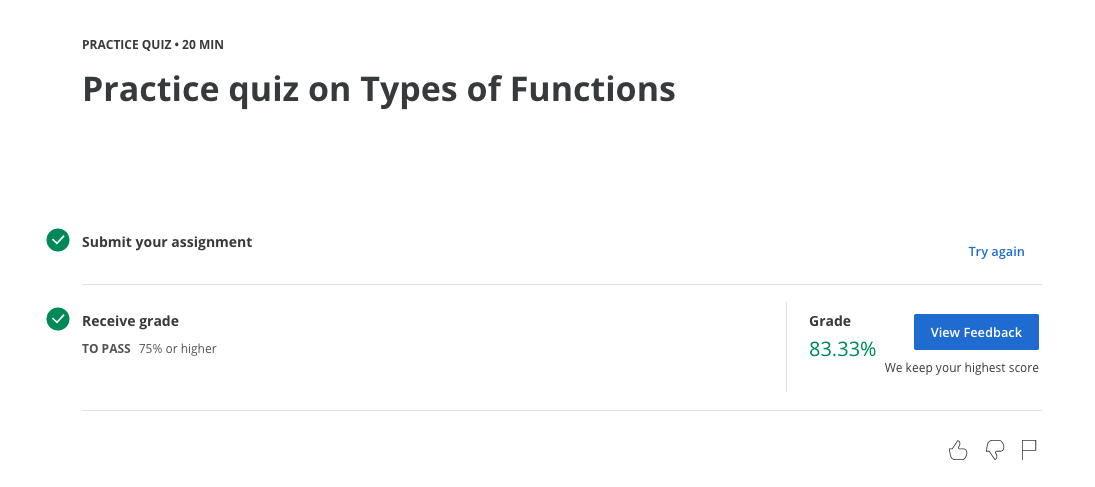 PRACTICE QUIZ • 20 MIN
Practice quiz on Types of Functions
Submit your assignment
Try again
Receive grade
TO PASS 75% or higher
Grade
83.33%
View Feedback
We keep your highest score